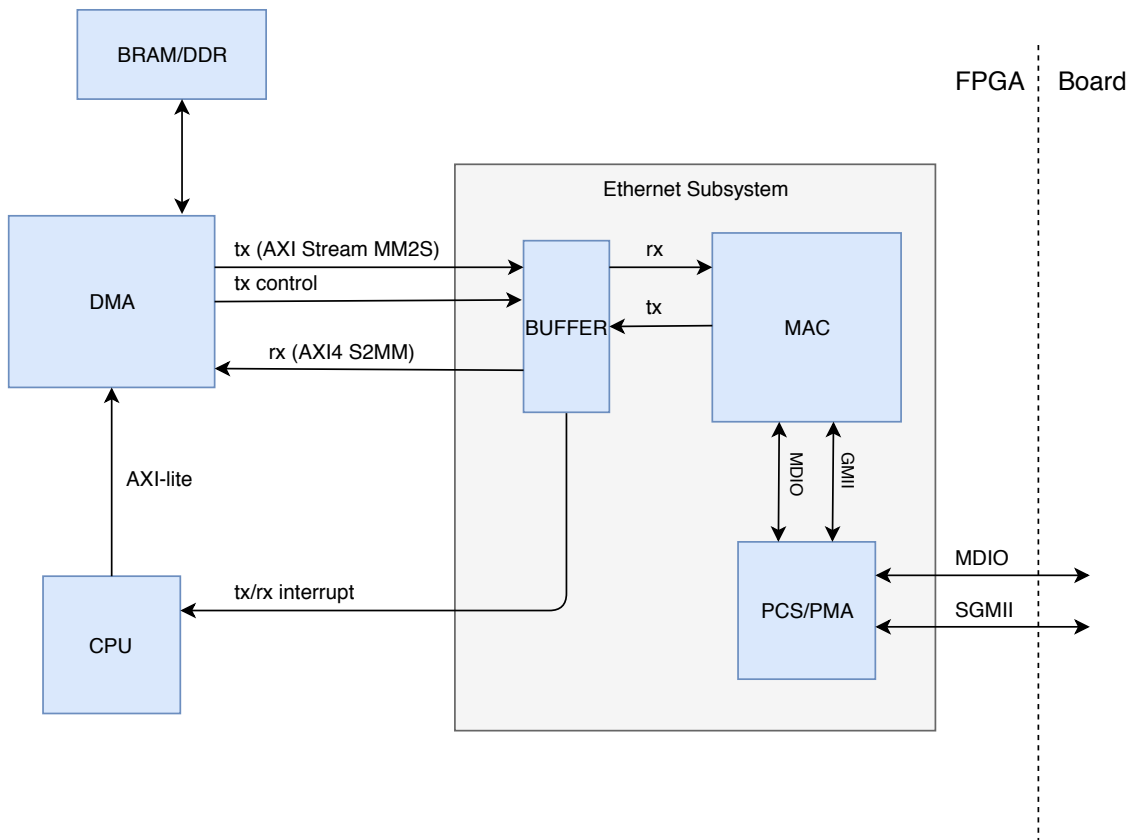 BRAM/DDR
FPGA
Board
Ethernet Subsystem
tx (AXI Stream MM2S)
tx control
rx (AXI4 S2MM)
DMA
BUFFER
rx
tx
MAC
AXI-lite
MDIO
GMII
tx/rx interrupt
CPU
PCS/PMA
MDIO
SGMII